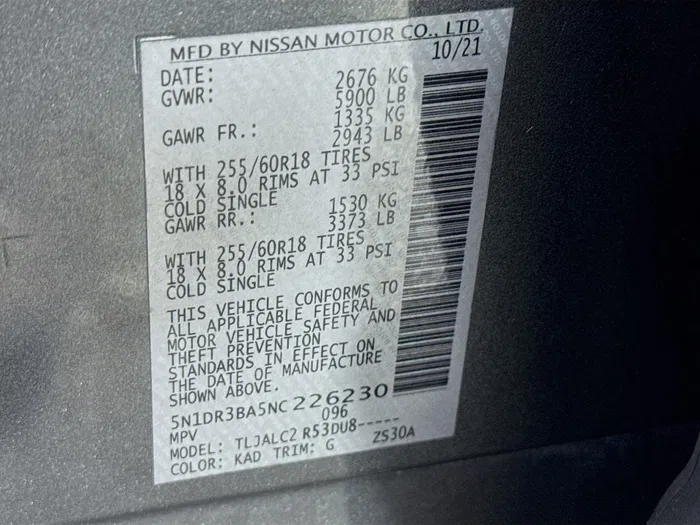 MFD BY NISSAN MOTOR CO., LTD.
DATE: 10/21
GVWR: 2676 KG
5900 LB
GAWR FR.: 1335 KG
2943 LB
WITH 255/60R18 TIRES
18 X 8.0 RIMS AT 33 PSI
COLD SINGLE
GAWR RR.: 1530 KG
3373 LB
WITH 255/60R18 TIRES
18 X 8.0 RIMS AT 33 PSI
COLD SINGLE
THIS VEHICLE CONFORMS TO
ALL APPLICABLE FEDERAL
MOTOR VEHICLE SAFETY AND
THEFT PREVENTION
STANDARDS IN EFFECT ON
THE DATE OF MANUFACTURE
SHOWN ABOVE.
5N1DR3BA5NC226230
MPV 096
MODEL: TLJALC2 R53DU8-----
COLOR: KAD TRIM: G ZS30A